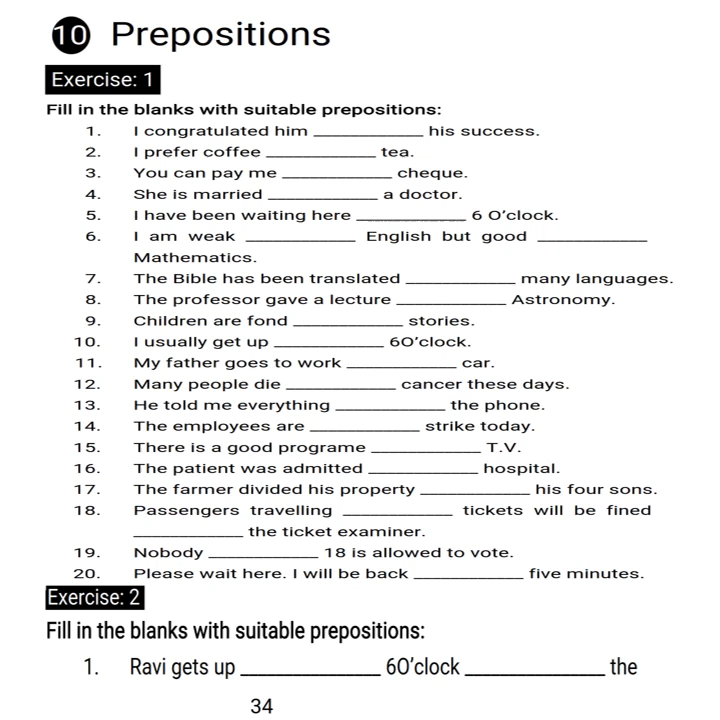 10 Prepositions
Exercise: 1
Fill in the blanks with suitable prepositions:
1. I congratulated him ____________ his success.
2. I prefer coffee ____________ tea.
3. You can pay me ____________ cheque.
4. She is married ____________ a doctor.
5. I have been waiting here ____________ 6 O’clock.
6. I am weak ____________ English but good ____________
Mathematics.
7. The Bible has been translated ____________ many languages.
8. The professor gave a lecture ____________ Astronomy.
9. Children are fond ____________ stories.
10. I usually get up ____________ 6O’clock.
11. My father goes to work ____________ car.
12. Many people die ____________ cancer these days.
13. He told me everything ____________ the phone.
14. The employees are ____________ strike today.
15. There is a good programe ____________ T.V.
16. The patient was admitted ____________ hospital.
17. The farmer divided his property ____________ his four sons.
18. Passengers travelling ____________ tickets will be fined
____________ the ticket examiner.
19. Nobody ____________ 18 is allowed to vote.
20. Please wait here. I will be back ____________ five minutes.
Exercise: 2
Fill in the blanks with suitable prepositions:
1. Ravi gets up ____________ 6O’clock ____________ the
34